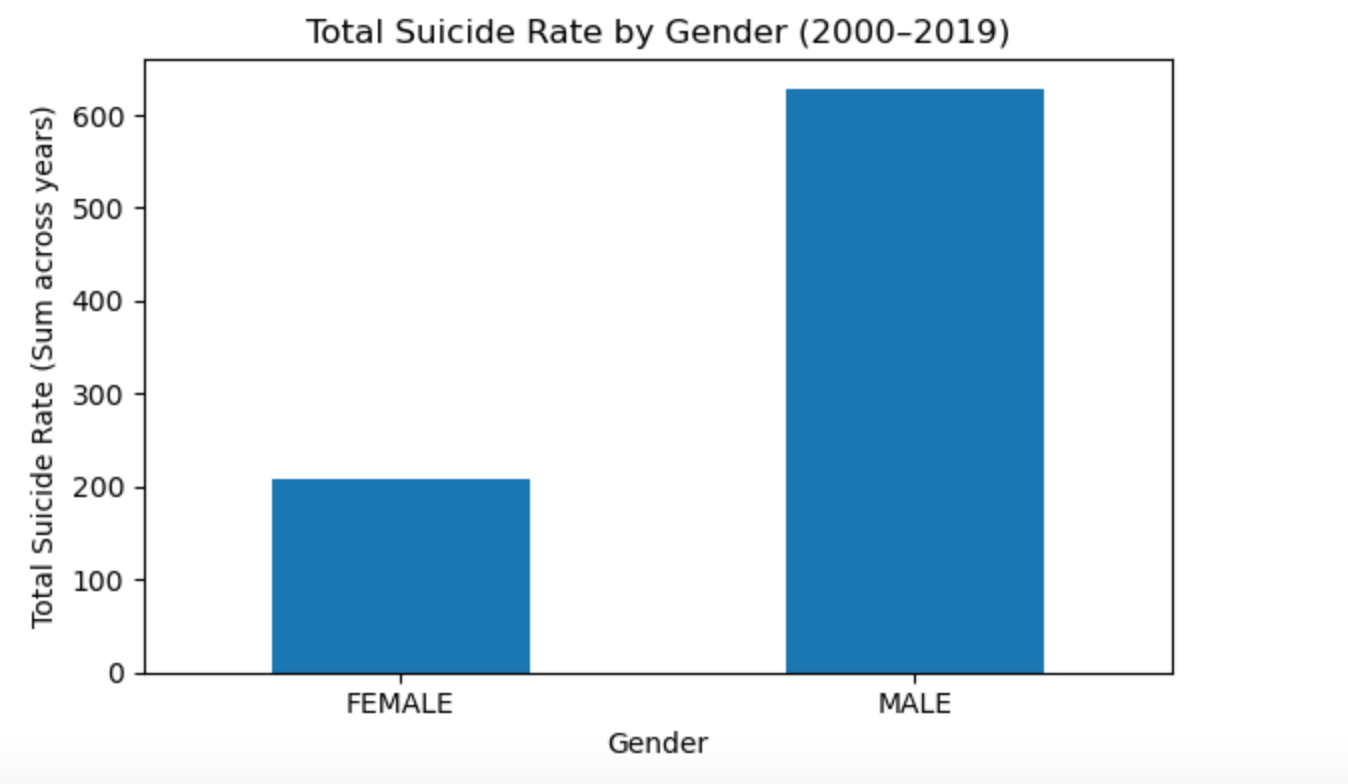 Total Suicide Rate by Gender (2000–2019)
Total Suicide Rate (Sum across years)
600
500
400
300
200
100
0
FEMALE MALE
Gender